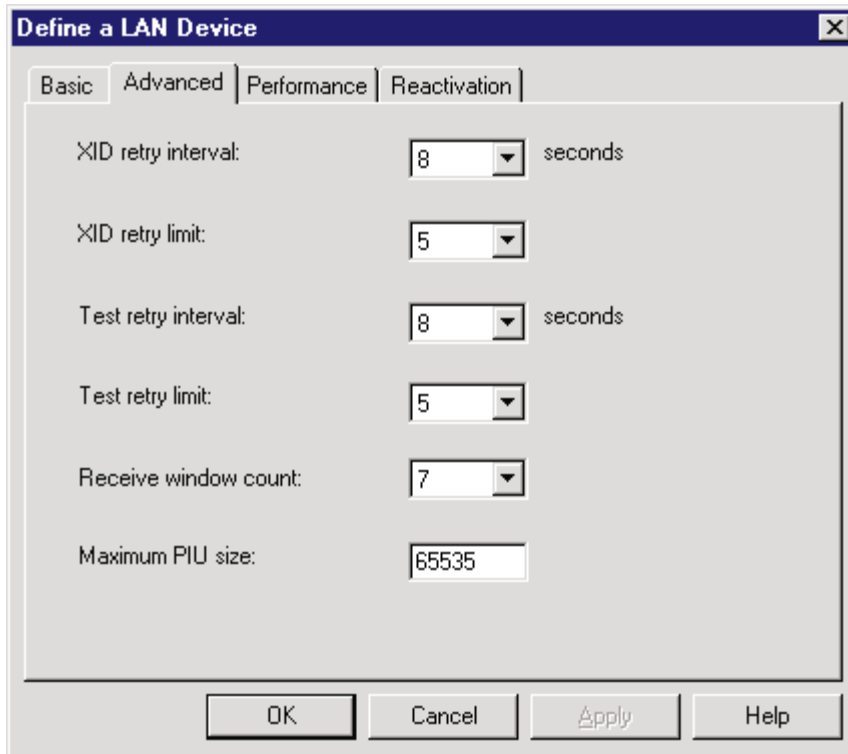 Define a LAN Device
Basic Advanced Performance Reactivation
XID retry interval: 8 seconds
XID retry limit: 5
Test retry interval: 8 seconds
Test retry limit: 5
Receive window count: 7
Maximum PIU size: 65535
OK Cancel Apply Help